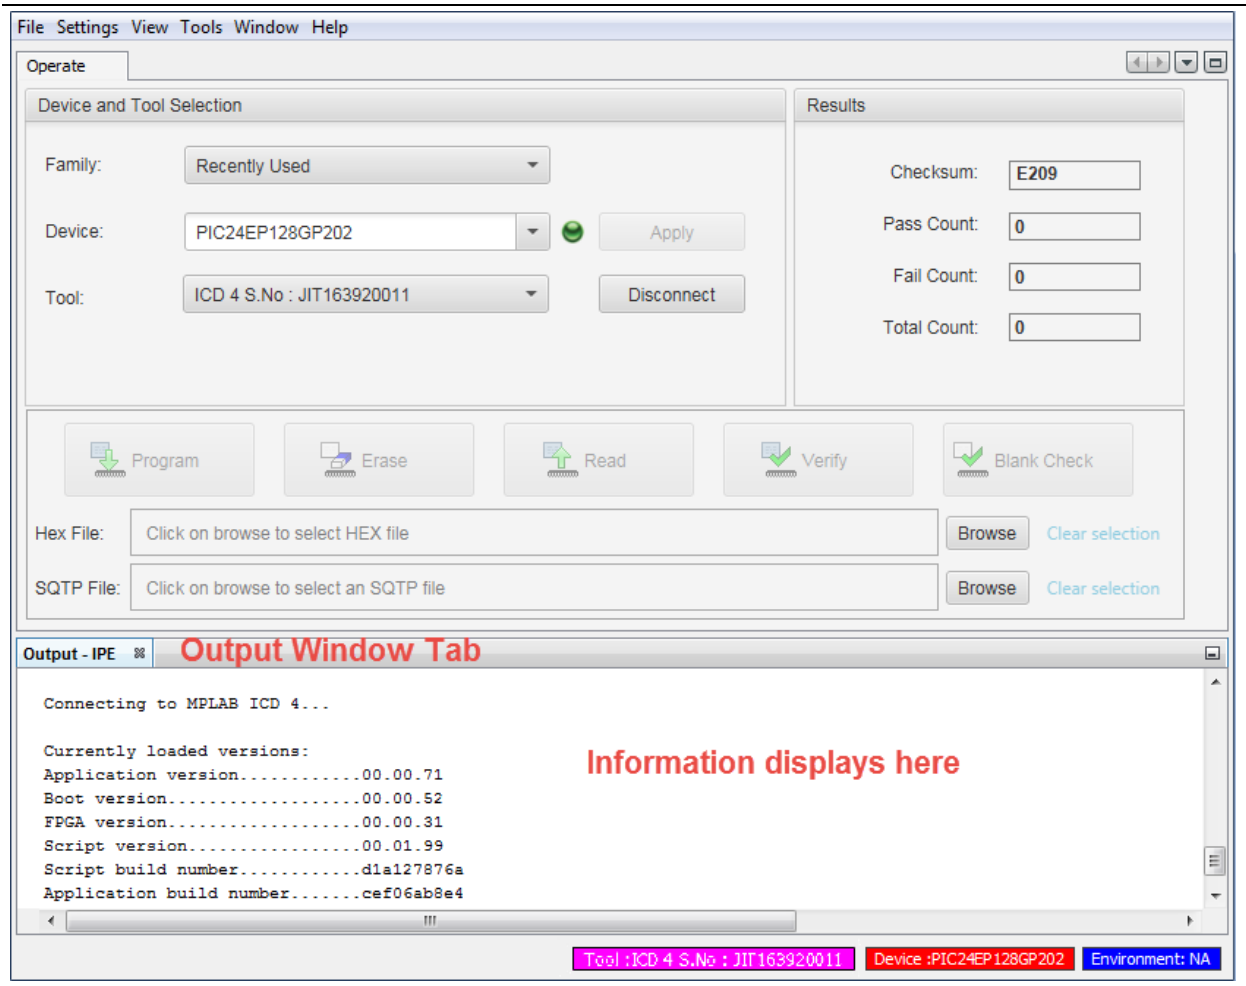 File Settings View Tools Window Help
Operate
Device and Tool Selection
Results
Family: Recently Used
Checksum: E209
Device: PIC24EP128GP202 Apply
Pass Count: 0
Fail Count: 0
Tool: ICD 4 S.No : JIT163920011 Disconnect
Total Count: 0
Program Erase Read Verify Blank Check
Hex File: Click on browse to select HEX file Browse Clear selection
SQTP File: Click on browse to select an SQTP file Browse Clear selection
Output - IPE Output Window Tab
Connecting to MPLAB ICD 4...
Currently loaded versions:
Information displays here
Application version............00.00.71
Boot version...................00.00.52
FPGA version...................00.00.31
Script version.................00.01.99
Script build number............d1a127876a
Application build number.......cef06ab8e4
Tool :ICD 4 S.No : JIT163920011 Device :PIC24EP128GP202 Environment: NA